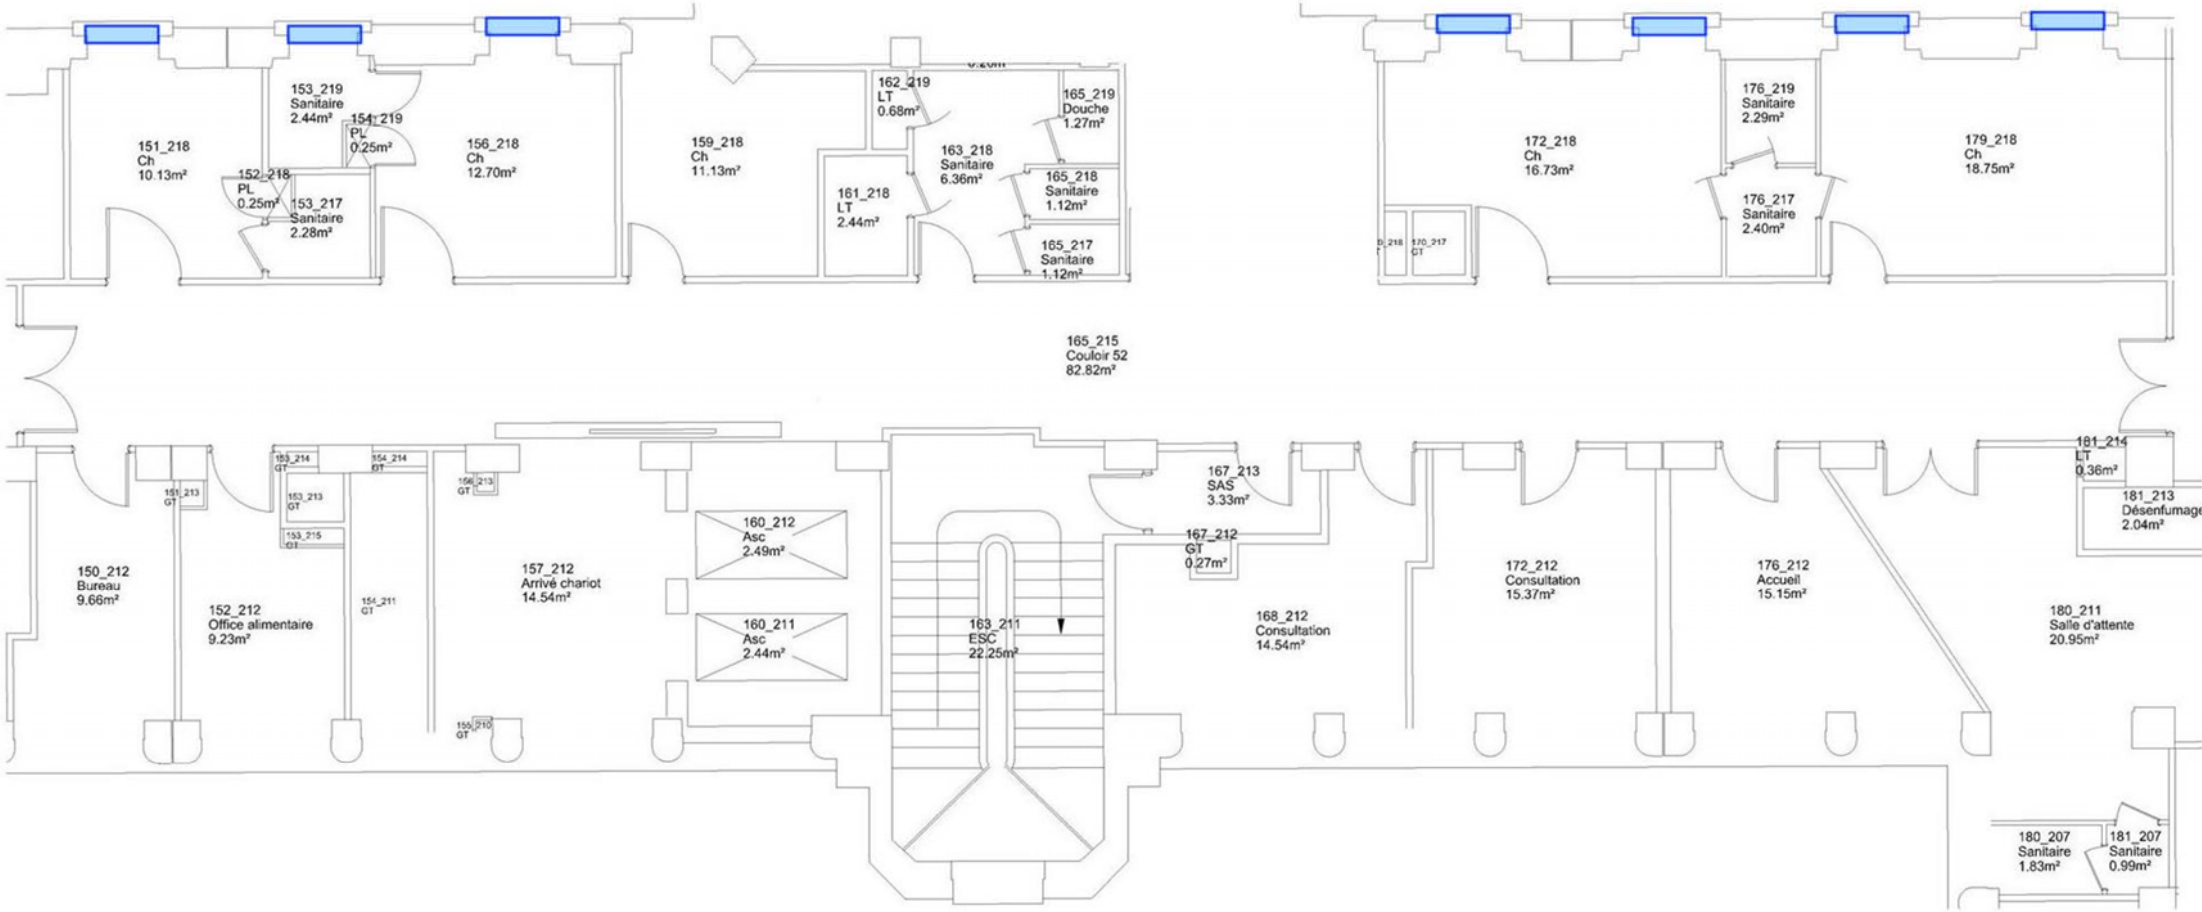 151_218
Ch
10.13m²
152_218
PL
0.25m²
153_219
Sanitaire
2.44m²
154_219
PL
0.25m²
153_217
Sanitaire
2.28m²
156_218
Ch
12.70m²
159_218
Ch
11.13m²
162_219
LT
0.68m²
161_218
LT
2.44m²
163_218
Sanitaire
6.36m²
165_219
Douche
1.27m²
165_218
Sanitaire
1.12m²
165_217
Sanitaire
1.12m²
170_217
GT
172_218
Ch
16.73m²
176_219
Sanitaire
2.29m²
176_217
Sanitaire
2.40m²
179_218
Ch
18.75m²
165_215
Couloir 52
82.82m²
150_212
Bureau
9.66m²
151_213
GT
152_212
Office alimentaire
9.23m²
153_214
GT
153_213
GT
153_215
GT
154_214
GT
154_211
GT
156_213
GT
155_210
GT
157_212
Arrivé chariot
14.54m²
160_212
Asc
2.49m²
160_211
Asc
2.44m²
163_211
ESC
22.25m²
167_213
SAS
3.33m²
167_212
GT
0.27m²
168_212
Consultation
14.54m²
172_212
Consultation
15.37m²
176_212
Accueil
15.15m²
180_211
Salle d'attente
20.95m²
181_214
LT
0.36m²
181_213
Désenfumage
2.04m²
180_207
Sanitaire
1.83m²
181_207
Sanitaire
0.99m²